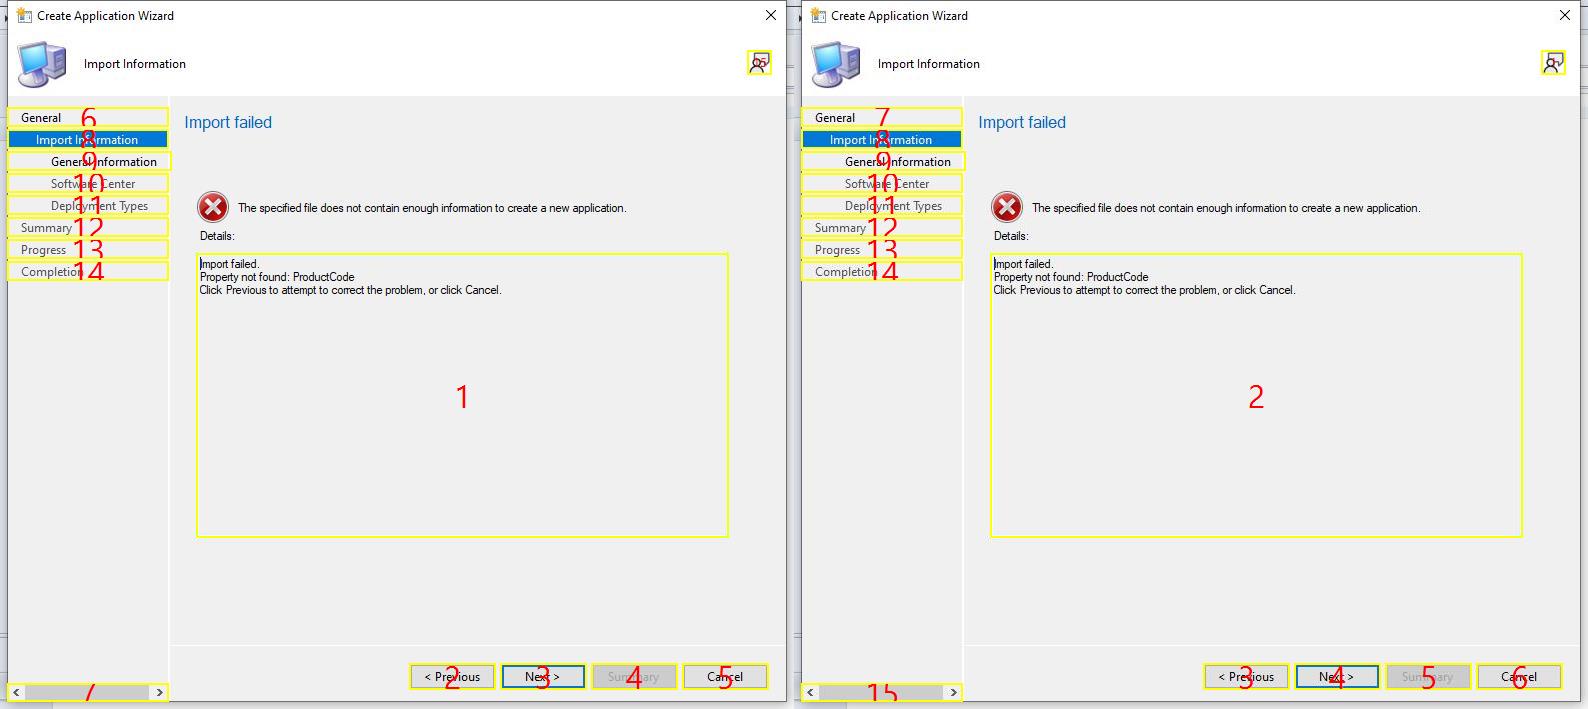 Create Application Wizard
Import Information
15
General 6
Import Information 8
General Information 9
Software Center 10
Deployment Types 11
Summary 12
Progress 13
Completion 14
Import failed
The specified file does not contain enough information to create a new application.
Details:
Import failed.
Property not found: ProductCode
Click Previous to attempt to correct the problem, or click Cancel.
1
7
< Previous 2
Next > 3
Summary 4
Cancel 5
Create Application Wizard
Import Information
General 7
Import Information 8
General Information 9
Software Center 10
Deployment Types 11
Summary 12
Progress 13
Completion 14
Import failed
The specified file does not contain enough information to create a new application.
Details:
Import failed.
Property not found: ProductCode
Click Previous to attempt to correct the problem, or click Cancel.
2
15
< Previous 3
Next > 4
Summary 5
Cancel 6